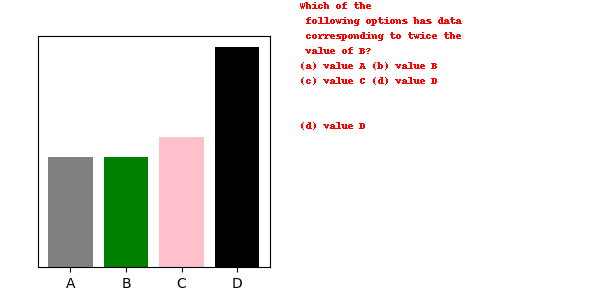 Which of the
following options has data
corresponding to twice the
value of B?
(a) value A (b) value B
(c) value C (d) value D
(d) value D
A B C D